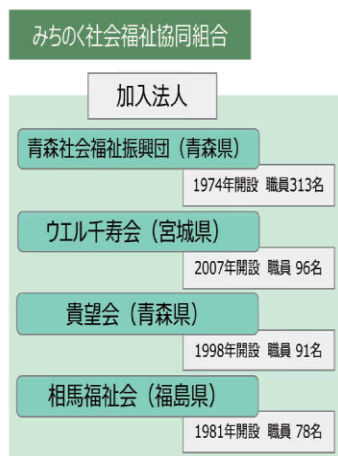 みちのく社会福祉協同組合
加入法人
青森社会福祉振興団（青森県）
1974年開設 職員313名
ウエル千寿会（宮城県）
2007年開設 職員 96名
貴望会（青森県）
1998年開設 職員 91名
相馬福祉会（福島県）
1981年開設 職員 78名